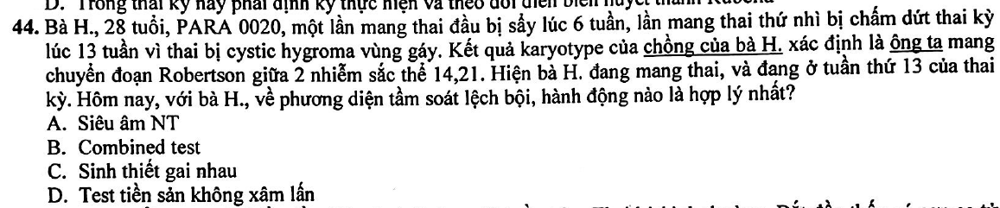 D. Trong thai kỳ này phải định kỳ thực hiện và theo dõi diễn biến huyết thanh
44. Bà H., 28 tuổi, PARA 0020, một lần mang thai đầu bị sẩy lúc 6 tuần, lần mang thai thứ nhì bị chấm dứt thai kỳ
lúc 13 tuần vì thai bị cystic hygroma vùng gáy. Kết quả karyotype của chồng của bà H. xác định là ông ta mang
chuyển đoạn Robertson giữa 2 nhiễm sắc thể 14,21. Hiện bà H. đang mang thai, và đang ở tuần thứ 13 của thai
kỳ. Hôm nay, với bà H., về phương diện tầm soát lệch bội, hành động nào là hợp lý nhất?
A. Siêu âm NT
B. Combined test
C. Sinh thiết gai nhau
D. Test tiền sản không xâm lấn